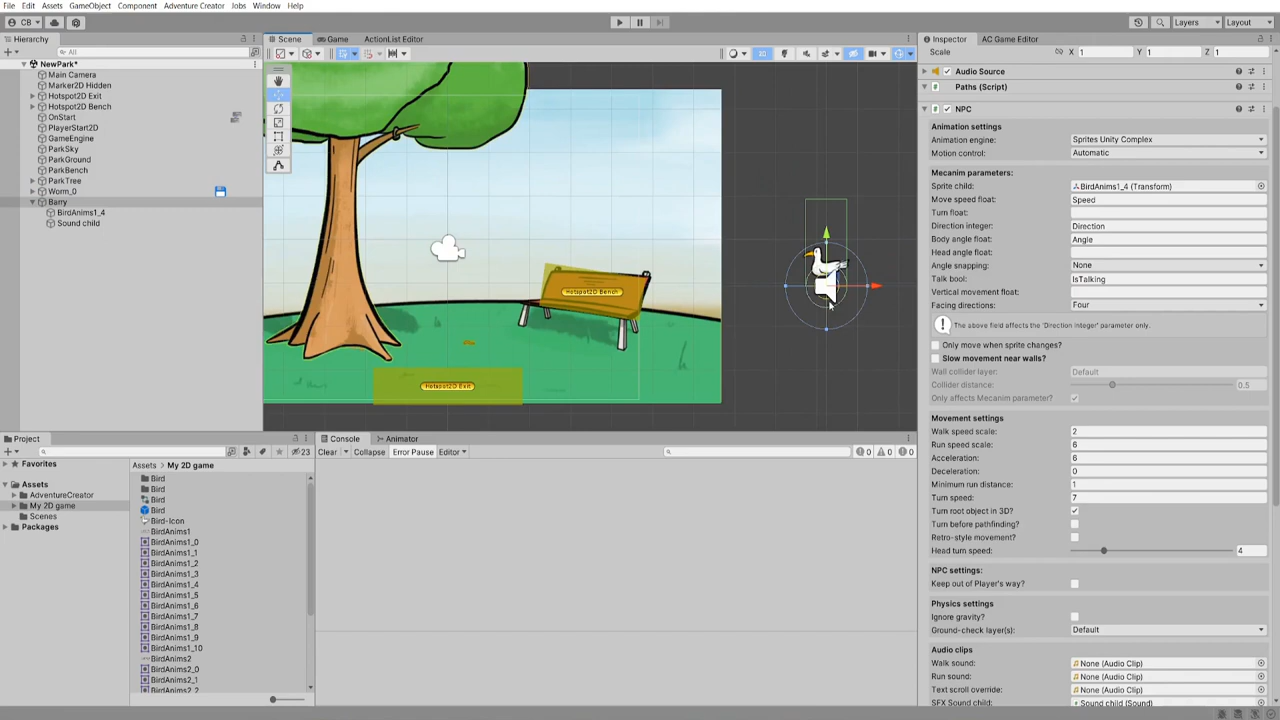 File Edit Assets GameObject Component Adventure Creator Jobs Window Help
CB Layers Layout
Hierarchy
All
NewPark*
Main Camera
Marker2D Hidden
Hotspot2D Exit
Hotspot2D Bench
OnStart
PlayerStart2D
GameEngine
ParkSky
ParkGround
ParkBench
ParkTree
Worm_0
Barry
BirdAnims1_4
Sound child
Scene Game ActionList Editor
2D
Hotspot2D Bench
Hotspot2D Exit
Inspector AC Game Editor
Scale X 1 Y 1 Z 1
Audio Source
Paths (Script)
NPC
Animation settings
Animation engine: Sprites Unity Complex
Motion control: Automatic
Mecanim parameters:
Sprite child: BirdAnims1_4 (Transform)
Move speed float: Speed
Turn float:
Direction integer: Direction
Body angle float: Angle
Head angle float:
Angle snapping: None
Talk bool: IsTalking
Vertical movement float:
Facing directions: Four
The above field affects the 'Direction integer' parameter only.
Only move when sprite changes?
Slow movement near walls?
Wall collider layer: Default
Collider distance: 0.5
Only affects Mecanim parameter?
Movement settings
Walk speed scale: 2
Run speed scale: 6
Acceleration: 6
Deceleration: 0
Minimum run distance: 1
Turn speed: 7
Turn root object in 3D?
Turn before pathfinding?
Retro-style movement?
Head turn speed: 4
NPC settings:
Keep out of Player's way?
Physics settings
Ignore gravity?
Ground-check layer(s): Default
Audio clips
Walk sound: None (Audio Clip)
Run sound: None (Audio Clip)
Text scroll override: None (Audio Clip)
SFX Sound child: Sound child (Sound)
Project
23
Favorites
Assets
AdventureCreator
My 2D game
Scenes
Packages
Assets > My 2D game
Bird
Bird
Bird
Bird
Bird-Icon
BirdAnims1
BirdAnims1_0
BirdAnims1_1
BirdAnims1_2
BirdAnims1_3
BirdAnims1_4
BirdAnims1_5
BirdAnims1_6
BirdAnims1_7
BirdAnims1_8
BirdAnims1_9
BirdAnims1_10
BirdAnims2
BirdAnims2_0
BirdAnims2_1
BirdAnims2_2
Console Animator
Clear Collapse Error Pause Editor 0 0 0